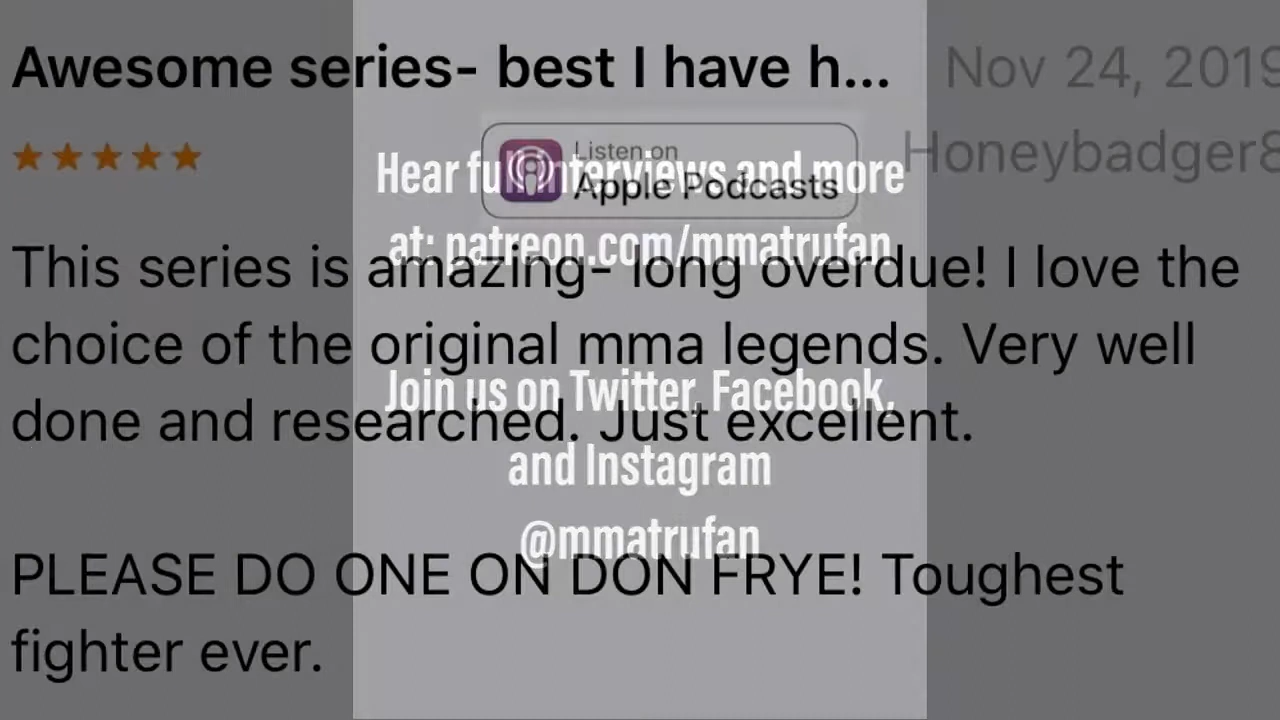 Awesome series- best I have h... Nov 24, 2019
Honeybadger8
Listen on
Apple Podcasts
Hear full interviews and more
at: patreon.com/mmatrufan
This series is amazing- long overdue! I love the
choice of the original mma legends. Very well
done and researched. Just excellent.
Join us on Twitter, Facebook,
and Instagram
@mmatrufan
PLEASE DO ONE ON DON FRYE! Toughest
fighter ever.